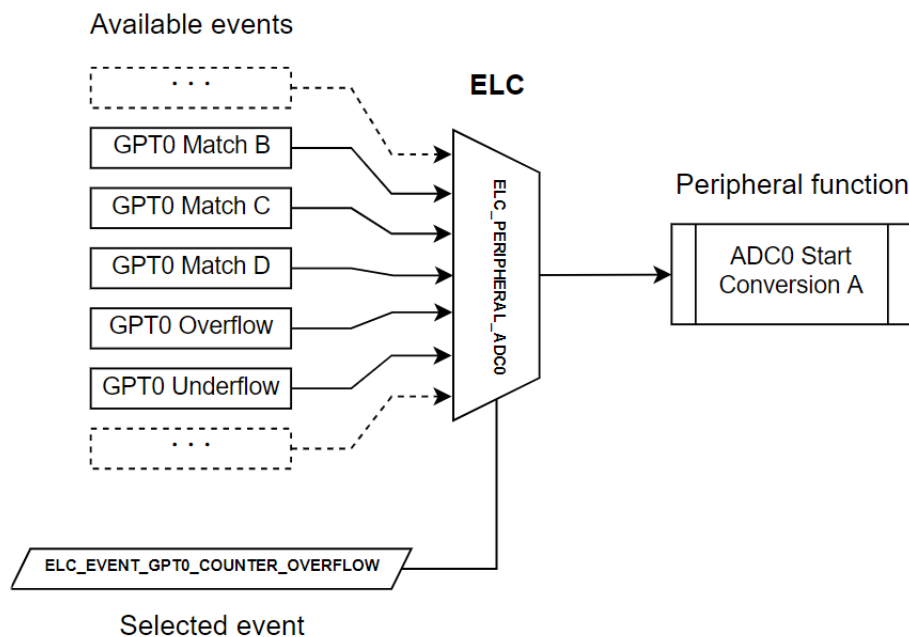 Available events
. . .
GPT0 Match B
GPT0 Match C
GPT0 Match D
GPT0 Overflow
GPT0 Underflow
. . .
ELC
ELC_PERIPHERAL_ADC0
Peripheral function
ADC0 Start
Conversion A
ELC_EVENT_GPT0_COUNTER_OVERFLOW
Selected event